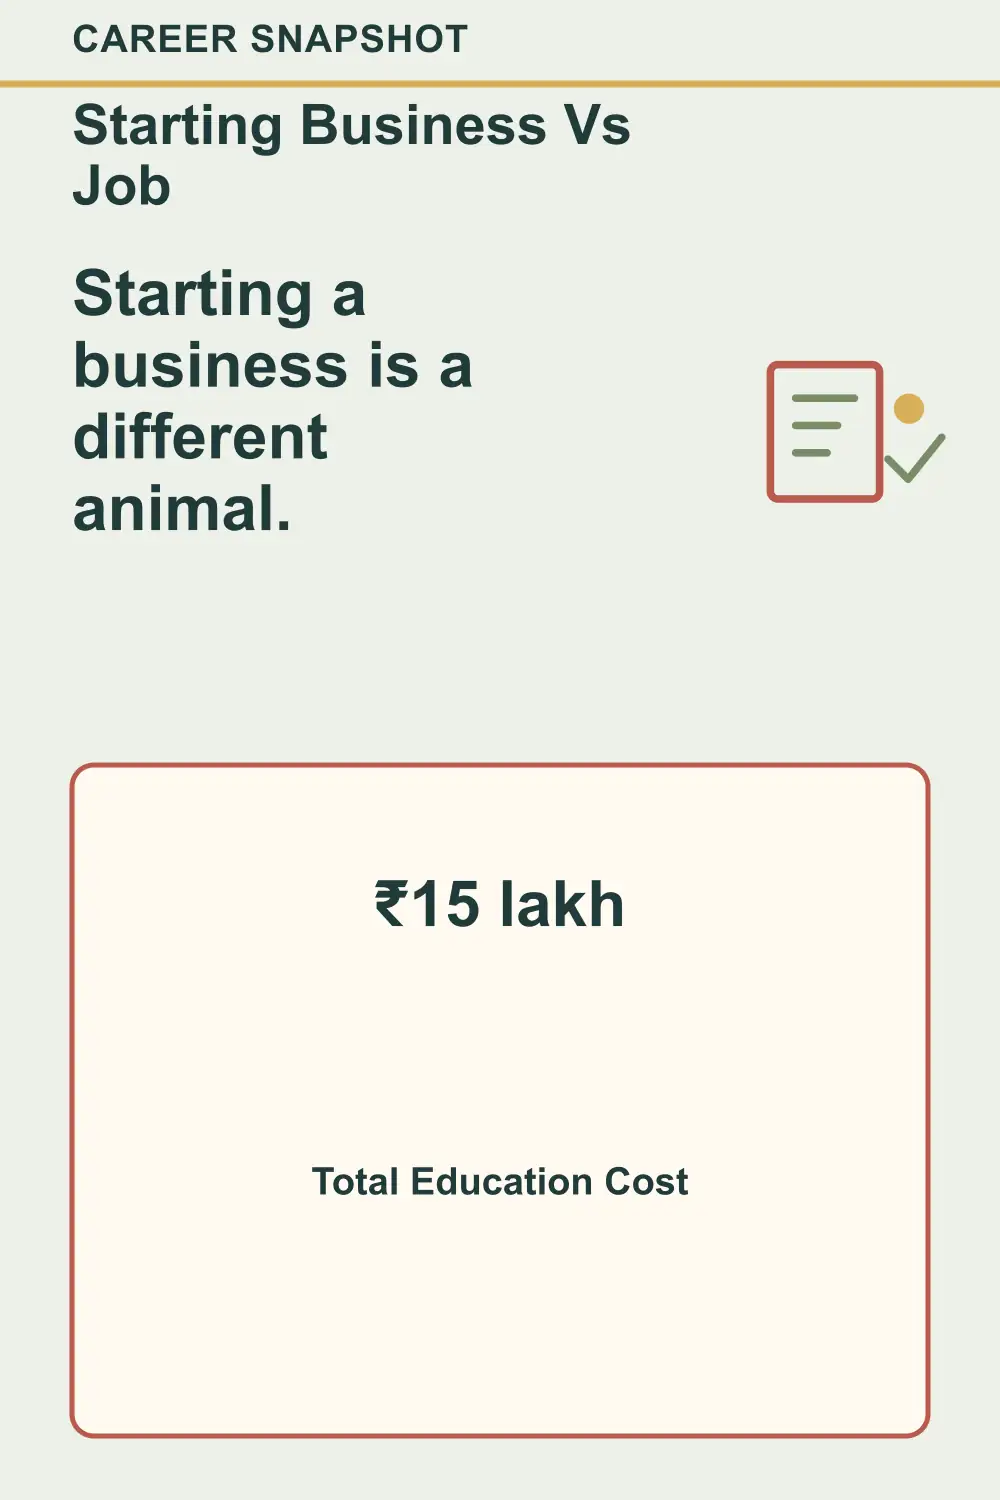 CAREER SNAPSHOT
Starting Business Vs
Job
Starting a
business is a
different
animal.
₹15 lakh
Total Education Cost